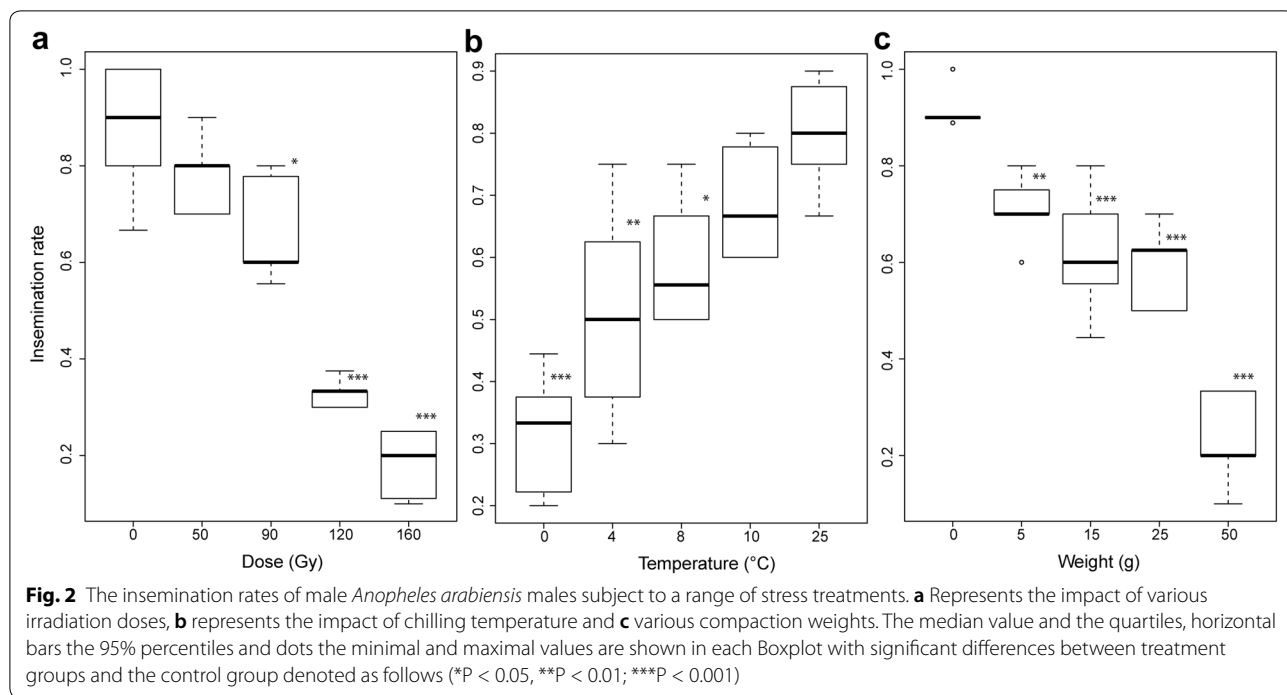 a
Insemination rate
1.0
0.8
0.6
0.4
0.2
*
***
***
0 50 90 120 160
Dose (Gy)
b
0.9
0.8
0.7
0.6
0.5
0.4
0.3
0.2
***
**
*
0 4 8 10 25
Temperature (°C)
c
1.0
0.8
0.6
0.4
0.2
**
***
***
***
0 5 15 25 50
Weight (g)
Fig. 2 The insemination rates of male Anopheles arabiensis males subject to a range of stress treatments. a Represents the impact of various
irradiation doses, b represents the impact of chilling temperature and c various compaction weights. The median value and the quartiles, horizontal
bars the 95% percentiles and dots the minimal and maximal values are shown in each Boxplot with significant differences between treatment
groups and the control group denoted as follows (*P < 0.05, **P < 0.01; ***P < 0.001)